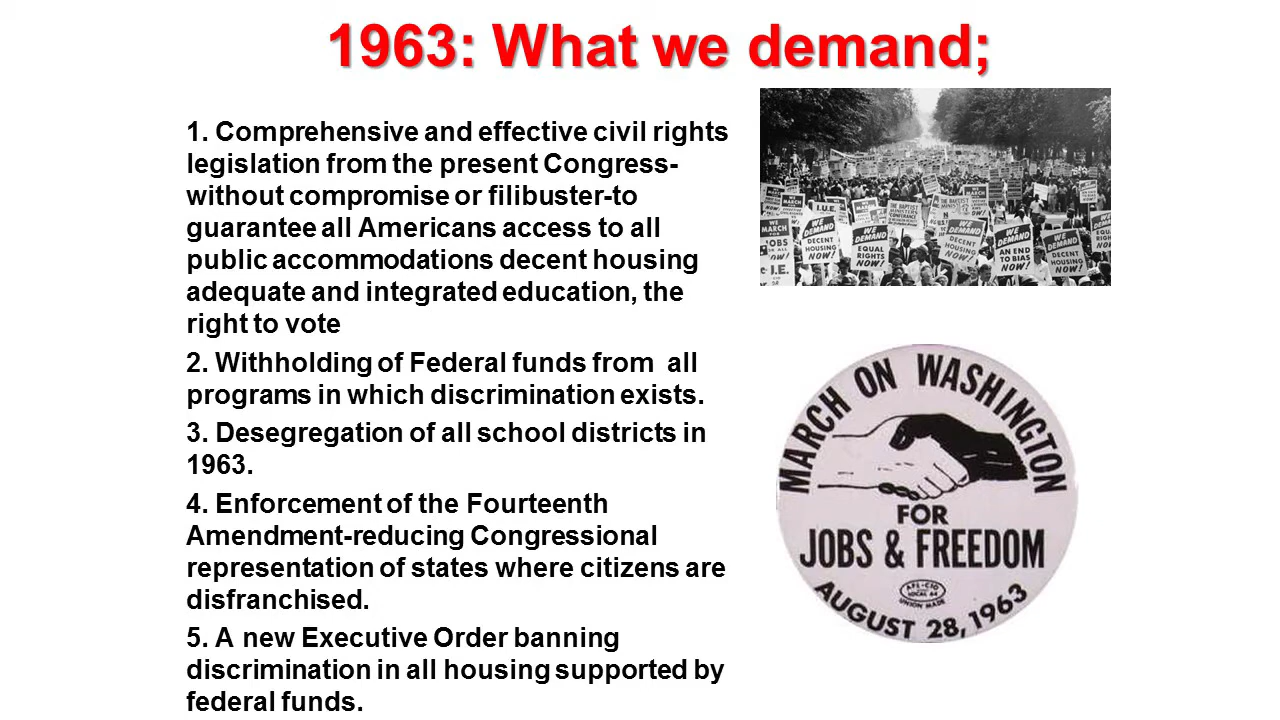 1963: What we demand;
1. Comprehensive and effective civil rights
legislation from the present Congress-
without compromise or filibuster-to
guarantee all Americans access to all
public accommodations decent housing
adequate and integrated education, the
right to vote
2. Withholding of Federal funds from  all
programs in which discrimination exists.
3. Desegregation of all school districts in
1963.
4. Enforcement of the Fourteenth
Amendment-reducing Congressional
representation of states where citizens are
disfranchised.
5. A new Executive Order banning
discrimination in all housing supported by
federal funds.
I.U.E.
WE
MARCH
FOR
JOBS
WE
DEMAND
DECENT
HOUSING
NOW!
WE
DEMAND
EQUAL
RIGHTS
NOW!
WE
DEMAND
DECENT
HOUSING
NOW!
WE
DEMAND
AN END
TO BIAS
NOW!
WE
DEMAND
DECENT
HOUSING
NOW!
MARCH ON WASHINGTON
FOR
JOBS & FREEDOM
AFL-CIO
LOCAL 64
UNION MADE
AUGUST 28, 1963